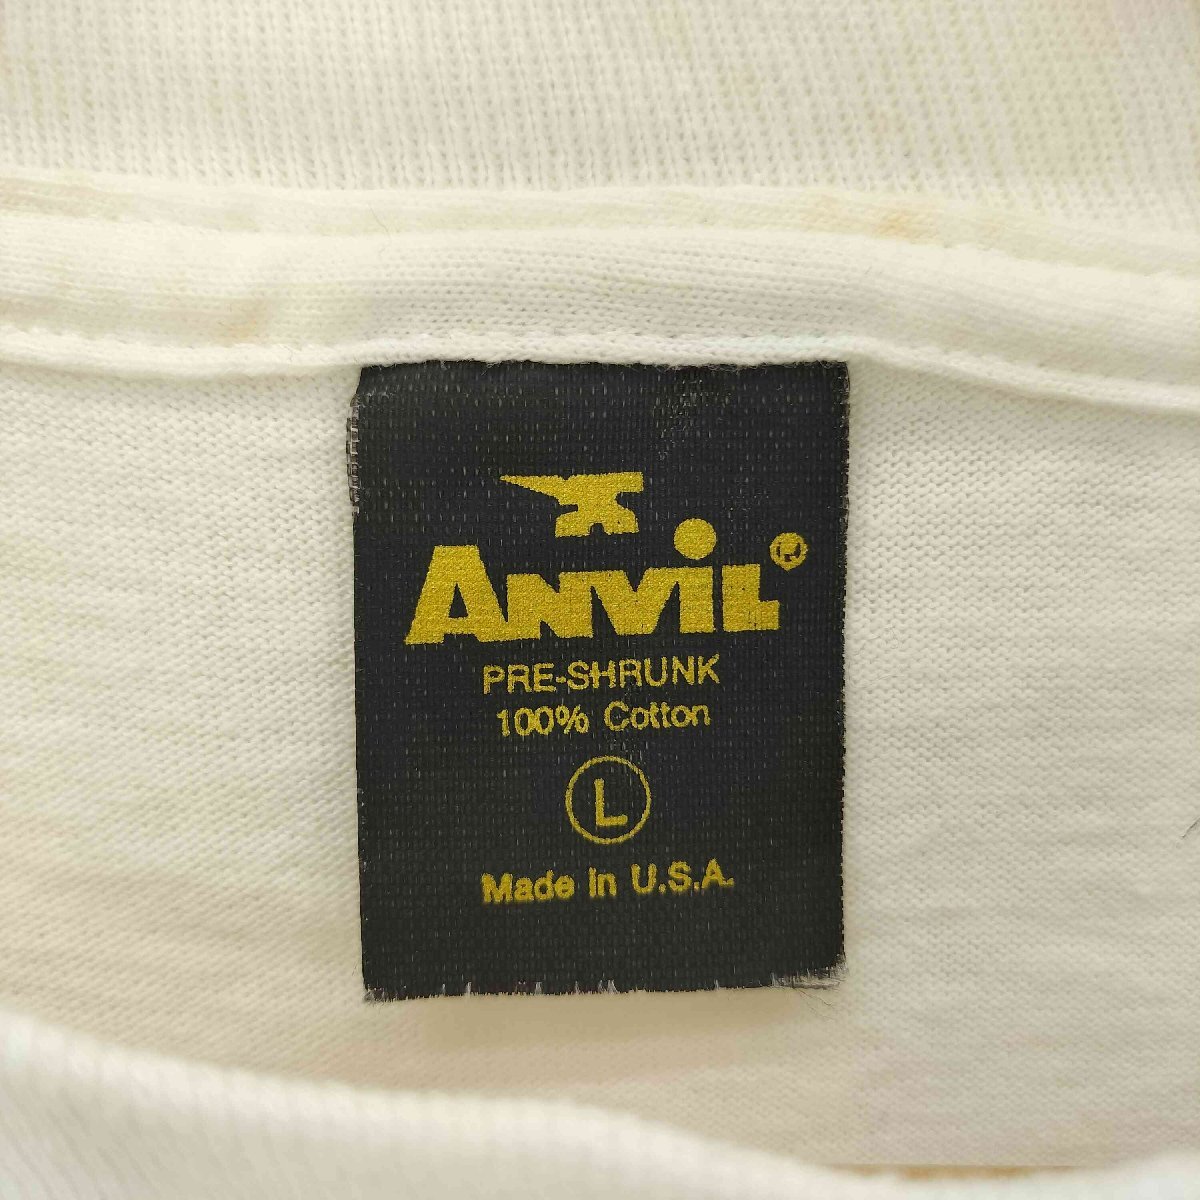 ANViL®
PRE-SHRUNK
100% Cotton
L
Made in U.S.A.